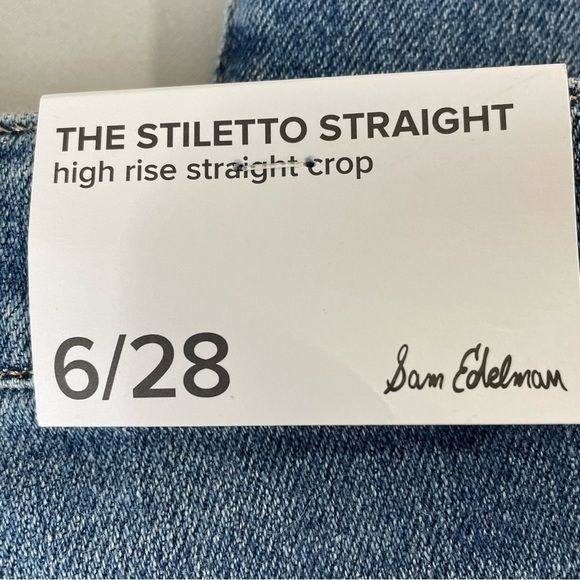 THE STILETTO STRAIGHT
high rise straight crop
6/28
Sam Edelman